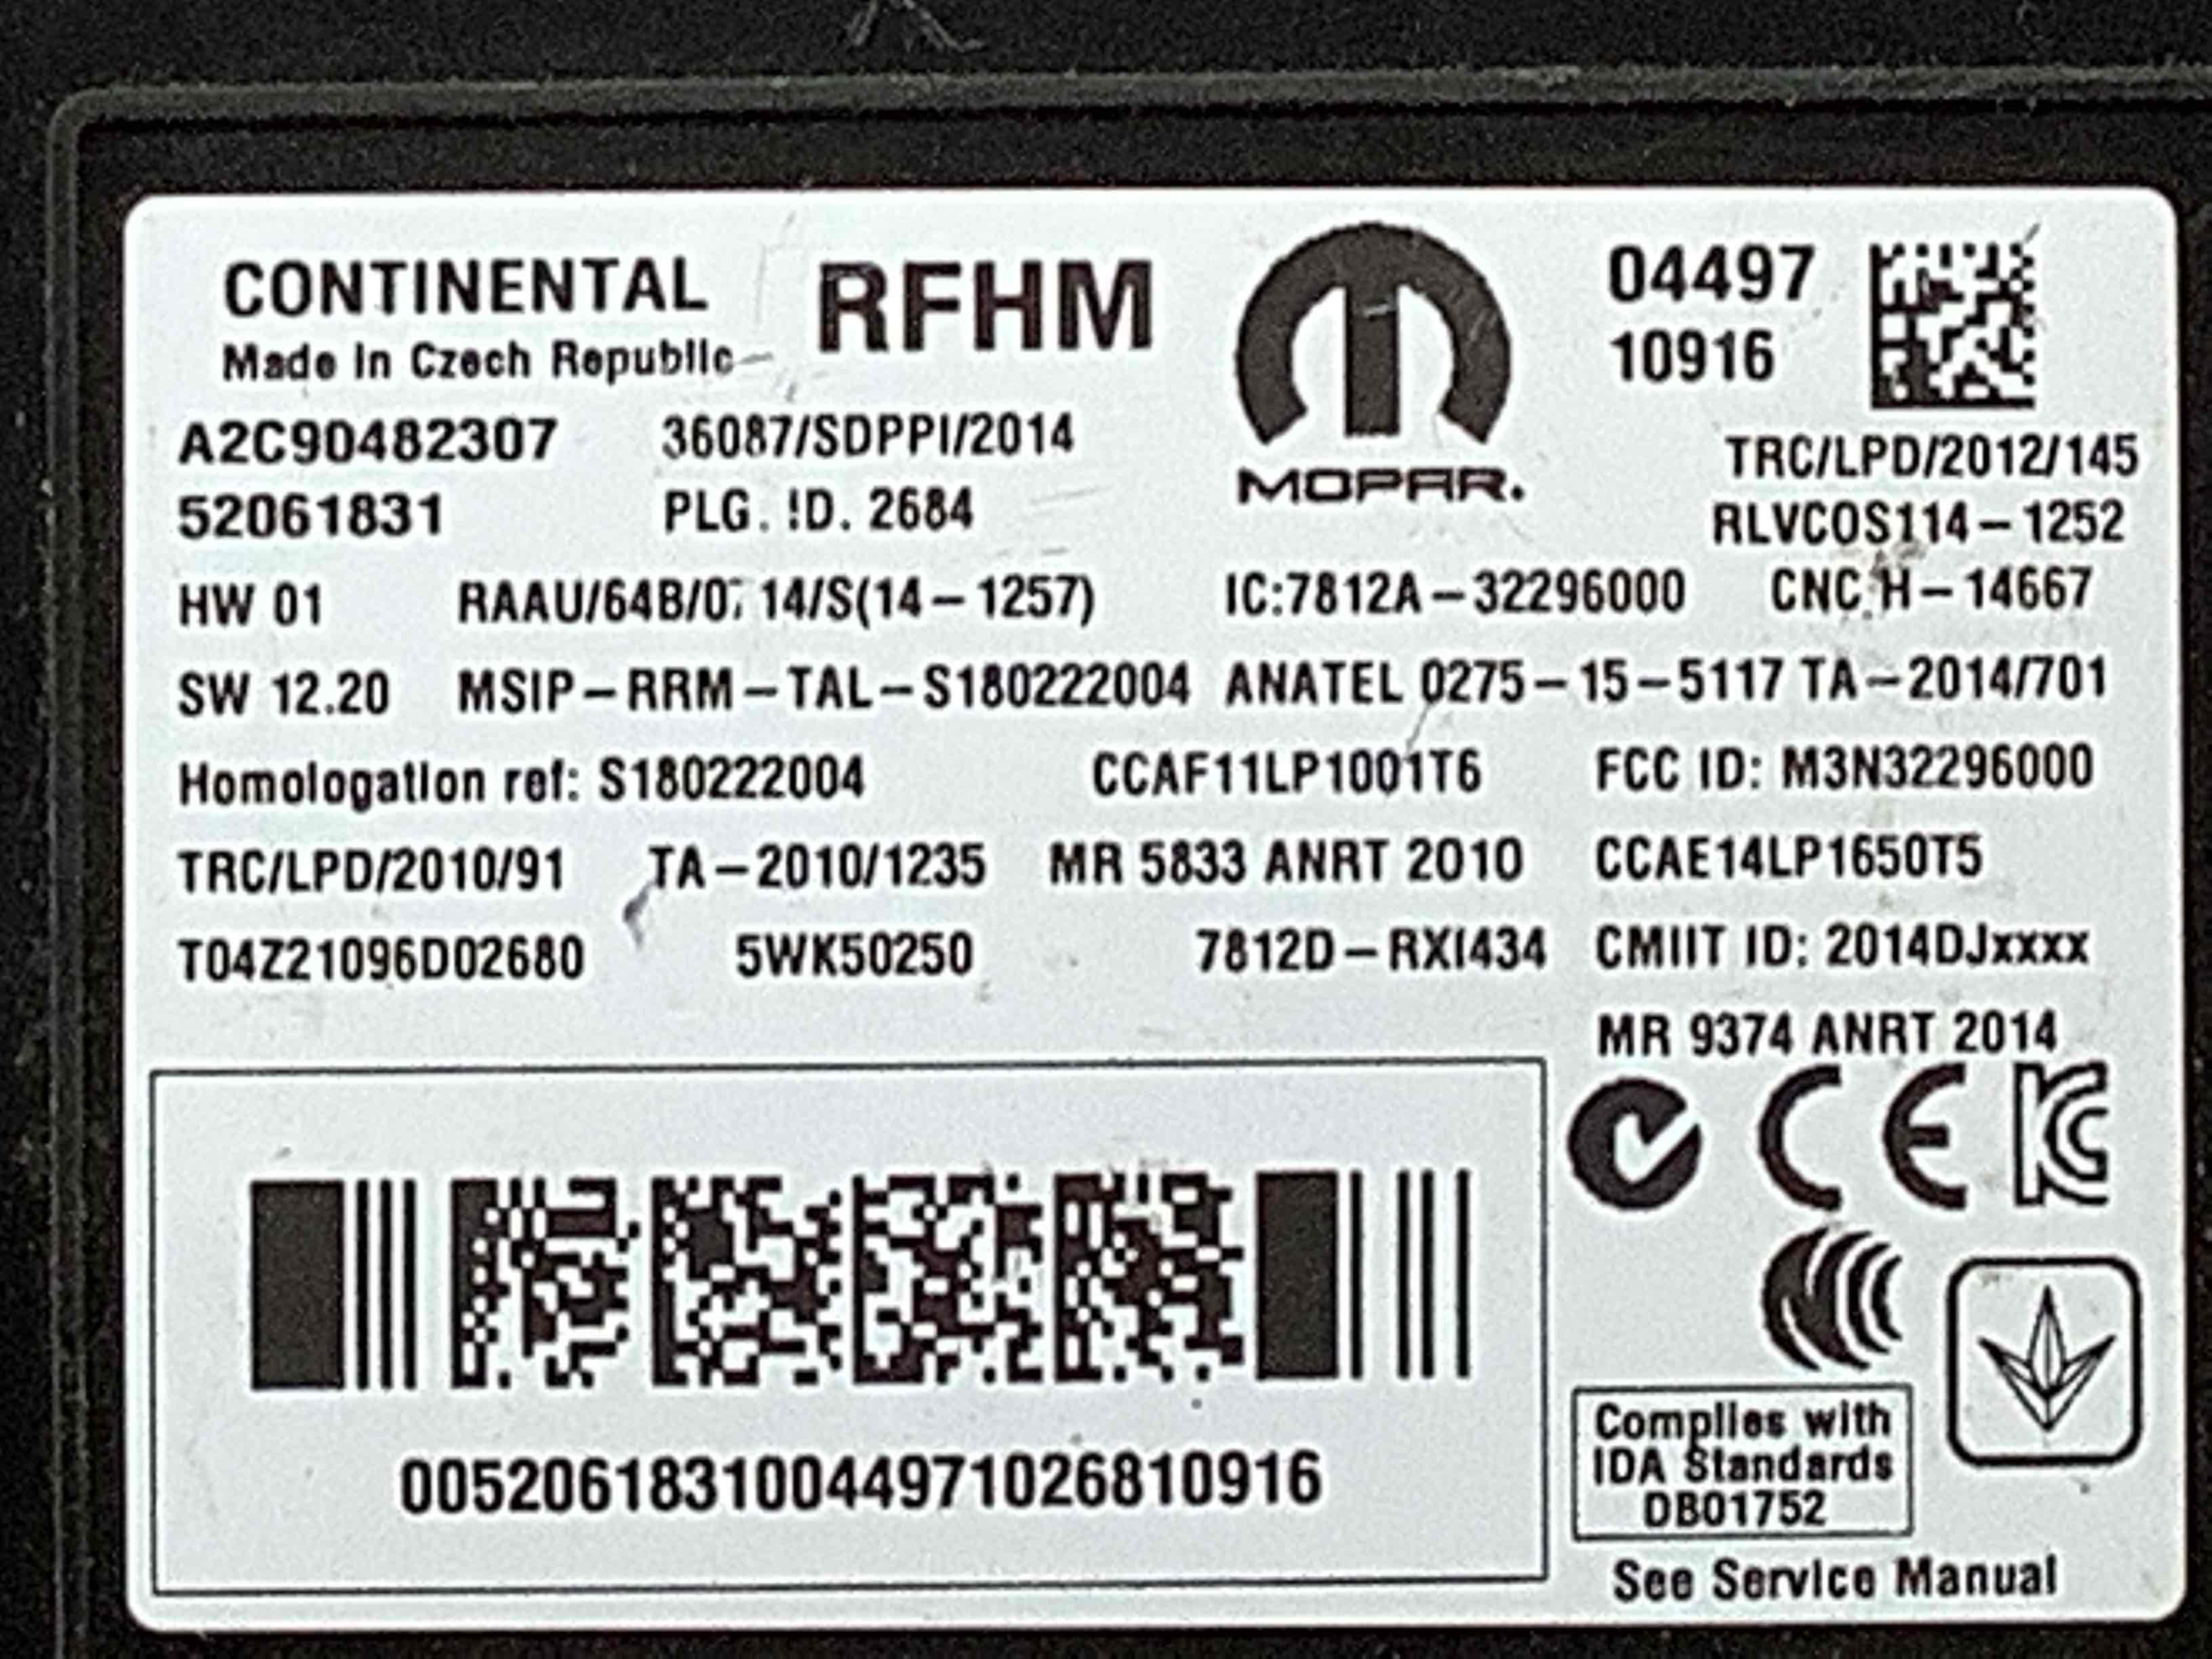 CONTINENTAL RFHM 04497
Made in Czech Republic 10916
A2C90482307 36087/SDPPI/2014 MOPAR. TRC/LPD/2012/145
52061831 PLG. ID. 2684 RLVCOS114-1252
HW 01 IC:7812A-32296000 CNC H-14667
SW 12.20 MSIP-RRM-TAL-S180222004 ANATEL 0275-15-5117 TA-2014/701
Homologation ref: S180222004 CCAF11LP1001T6 FCC ID: M3N32296000
TRC/LPD/2010/91 TA-2010/1235 MR 5833 ANRT 2010 CCAE14LP1650T5
T04Z21096D02680 5WK50250 7812D-RXI434 CMIIT ID: 2014DJxxxx
MR 9374 ANRT 2014
CE KC
00520618310044971026810916
Complies with
IDA Standards
DB01752
See Service Manual